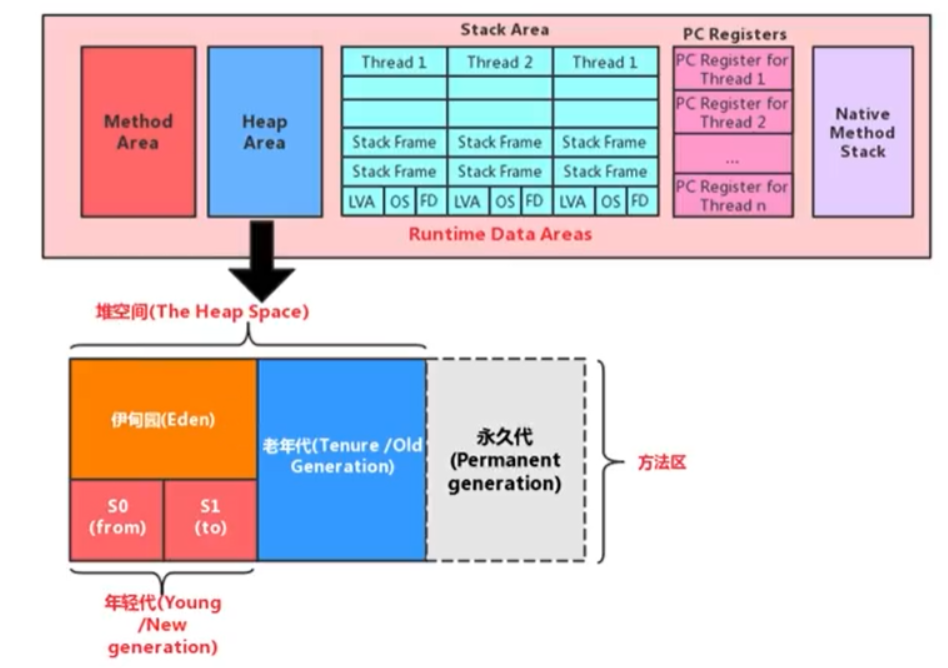 Stack Area
PC Registers
Method
Area
Heap
Area
Thread 1
Thread 2
Thread 1
Stack Frame
Stack Frame
Stack Frame
Stack Frame
Stack Frame
Stack Frame
LVA
OS
FD
LVA
OS
FD
LVA
OS
FD
PC Register for
Thread 1
PC Register for
Thread 2
...
PC Register for
Thread n
Native
Method
Stack
Runtime Data Areas
堆空间(The Heap Space)
伊甸园(Eden)
S0
(from)
S1
(to)
老年代(Tenure /Old
Generation)
永久代
(Permanent
generation)
方法区
年轻代(Young
/New
generation)